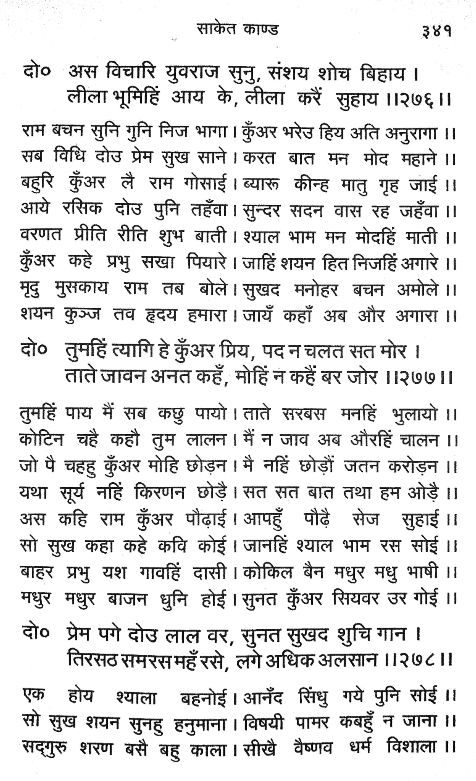 साकेत काण्ड ३४१
दो० अस विचारि युवराज सुनु, संशय शोच बिहाय ।
लीला भूमिहिं आय के, लीला करैं सुहाय ।।२७६।।
राम बचन सुनि गुनि निज भागा । कुँअर भरेउ हिय अति अनुरागा ।।
सब विधि दोउ प्रेम सुख साने । करत बात मन मोद महाने ।।
बहुरि कुँअर लै राम गोसाई । ब्यारू कीन्ह मातु गृह जाई ।।
आये रसिक दोउ पुनि तहँवा । सुन्दर सदन वास रह जहँवा ।।
वरणत प्रीति रीति शुभ बाती । श्याल भाम मन मोदहिं माती ।।
कुँअर कहे प्रभु सखा पियारे । जाहिं शयन हित निजहिं अगारे ।।
मृदु मुसकाय राम तब बोले । सुखद मनोहर बचन अमोले ।।
शयन कुञ्ज तव हृदय हमारा । जायँ कहाँ अब और अगारा ।।
दो० तुमहिं त्यागि हे कुँअर प्रिय, पद न चलत सत मोर ।
ताते जावन अनत कहँ, मोहिं न कहैं बर जोर ।।२७७।।
तुमहिं पाय मैं सब कछु पायो । ताते सरबस मनहिं भुलायो ।।
कोटिन चहै कहौ तुम लालन । मैं न जाव अब औरहिं चालन ।।
जो पै चहहु कुँअर मोहि छोड़न । मै नहिं छोड़ौं जतन करोड़न ।।
यथा सूर्य नहिं किरणन छोड़ै । सत सत बात तथा हम ओड़ै ।।
अस कहि राम कुँअर पौढ़ाई । आपहुँ पौढ़ै सेज सुहाई ।।
सो सुख कहा कहे कवि कोई । जानहिं श्याल भाम रस सोई ।।
बाहर प्रभु यश गावहिं दासी । कोकिल बैन मधुर मधु भाषी ।।
मधुर मधुर बाजन धुनि होई । सुनत कुँअर सियवर उर गोई ।।
दो० प्रेम पगे दोउ लाल वर, सुनत सुखद शुचि गान ।
तिरसठ समरस महँ रसे, लगे अधिक अलसान ।।२७८।।
एक होय श्याला बहनोई । आनँद सिंधु गये पुनि सोई ।।
सो सुख शयन सुनहु हनुमाना । विषयी पामर कबहुँ न जाना ।।
सद्गुरु शरण बसै बहु काला । सीखै वैष्णव धर्म विशाला ।।